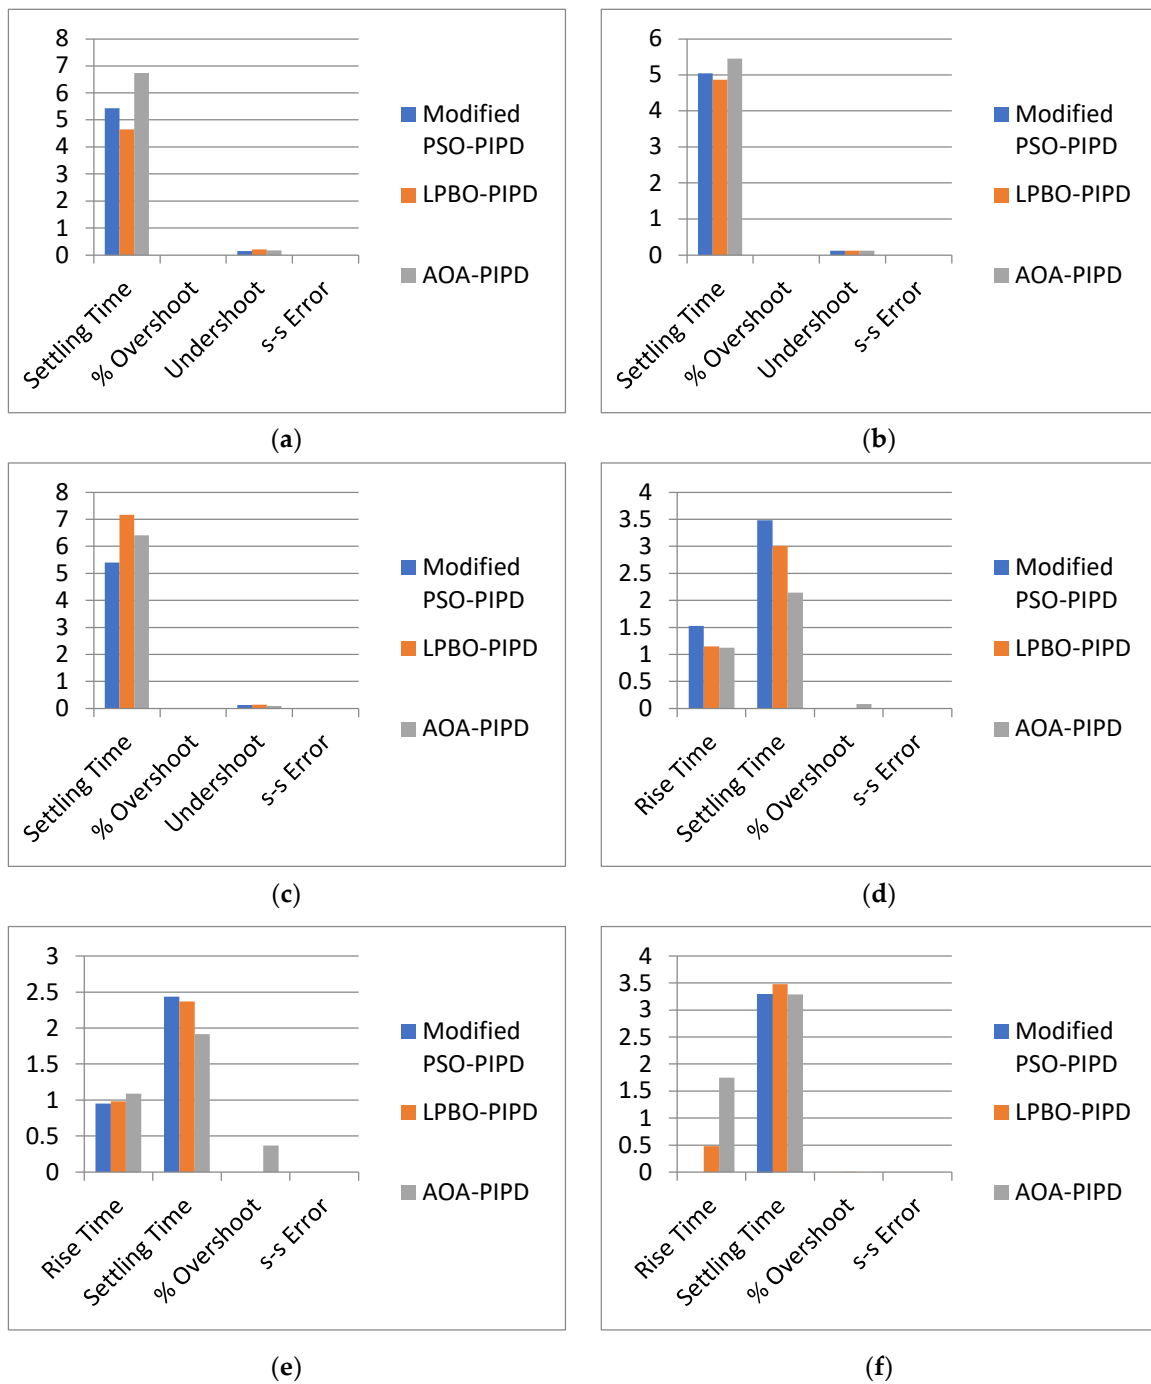 8
7
6
5
4
3
2
1
0
Settling Time
% Overshoot
Undershoot
s-s Error
Modified
PSO-PIPD
LPBO-PIPD
AOA-PIPD
(a)
6
5
4
3
2
1
0
Settling Time
% Overshoot
Undershoot
s-s Error
Modified
PSO-PIPD
LPBO-PIPD
AOA-PIPD
(b)
8
7
6
5
4
3
2
1
0
Settling Time
% Overshoot
Undershoot
s-s Error
Modified
PSO-PIPD
LPBO-PIPD
AOA-PIPD
(c)
4
3.5
3
2.5
2
1.5
1
0.5
0
Rise Time
Settling Time
% Overshoot
s-s Error
Modified
PSO-PIPD
LPBO-PIPD
AOA-PIPD
(d)
3
2.5
2
1.5
1
0.5
0
Rise Time
Settling Time
% Overshoot
s-s Error
Modified
PSO-PIPD
LPBO-PIPD
AOA-PIPD
(e)
4
3.5
3
2.5
2
1.5
1
0.5
0
Rise Time
Settling Time
% Overshoot
s-s Error
Modified
PSO-PIPD
LPBO-PIPD
AOA-PIPD
(f)